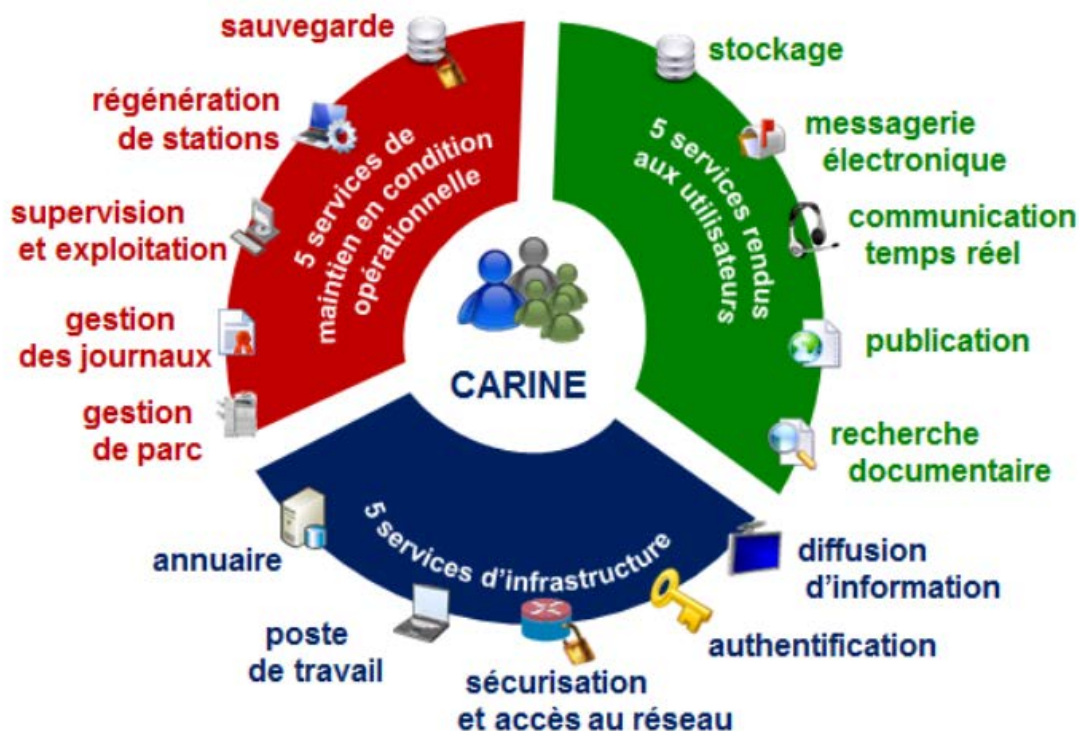 sauvegarde
régénération
de stations
supervision
et exploitation
gestion
des journaux
gestion
de parc
5 services de
maintien en condition
opérationnelle
stockage
messagerie
électronique
communication
temps réel
publication
recherche
documentaire
5 services rendus
aux utilisateurs
CARINE
5 services d'infrastructure
annuaire
poste
de travail
sécurisation
et accès au réseau
authentification
diffusion
d'information